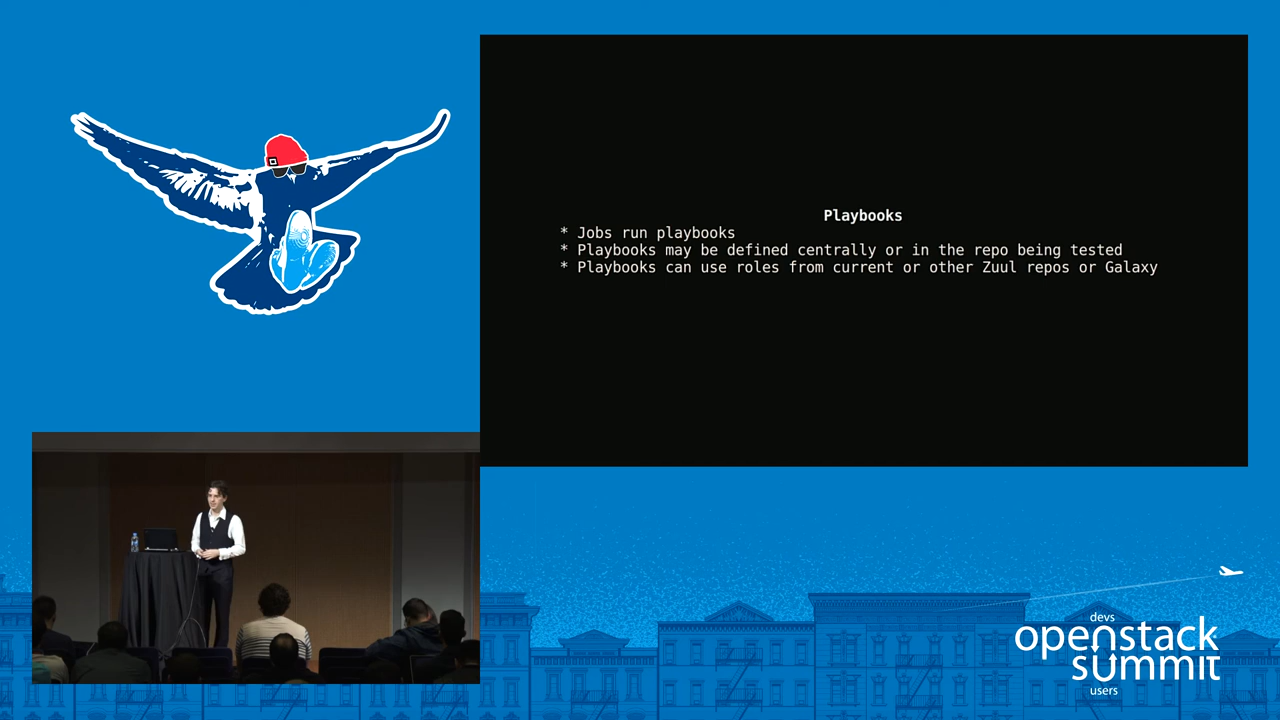 Playbooks
* Jobs run playbooks
* Playbooks may be defined centrally or in the repo being tested
* Playbooks can use roles from current or other Zuul repos or Galaxy
devs
openstack
summit
users